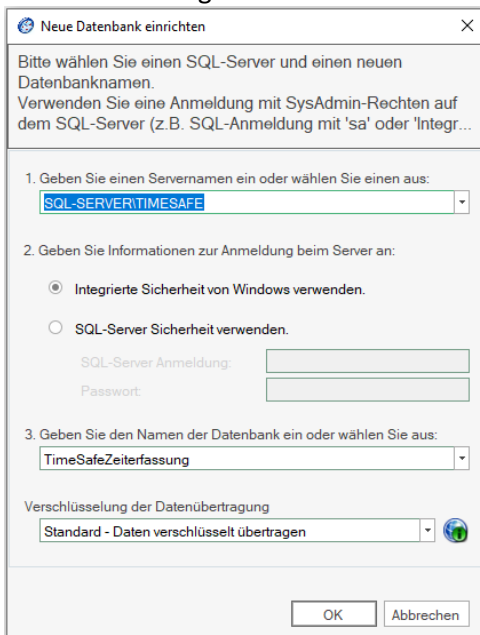 Neue Datenbank einrichten
Bitte wählen Sie einen SQL-Server und einen neuen
Datenbanknamen.
Verwenden Sie eine Anmeldung mit SysAdmin-Rechten auf
dem SQL-Server (z.B. SQL-Anmeldung mit 'sa' oder 'Integr...
1. Geben Sie einen Servernamen ein oder wählen Sie einen aus:
SQL-SERVER\TIMESAFE
2. Geben Sie Informationen zur Anmeldung beim Server an:
Integrierte Sicherheit von Windows verwenden.
SQL-Server Sicherheit verwenden.
SQL-Server Anmeldung:
Passwort:
3. Geben Sie den Namen der Datenbank ein oder wählen Sie aus:
TimeSafeZeiterfassung
Verschlüsselung der Datenübertragung
Standard - Daten verschlüsselt übertragen
OK Abbrechen